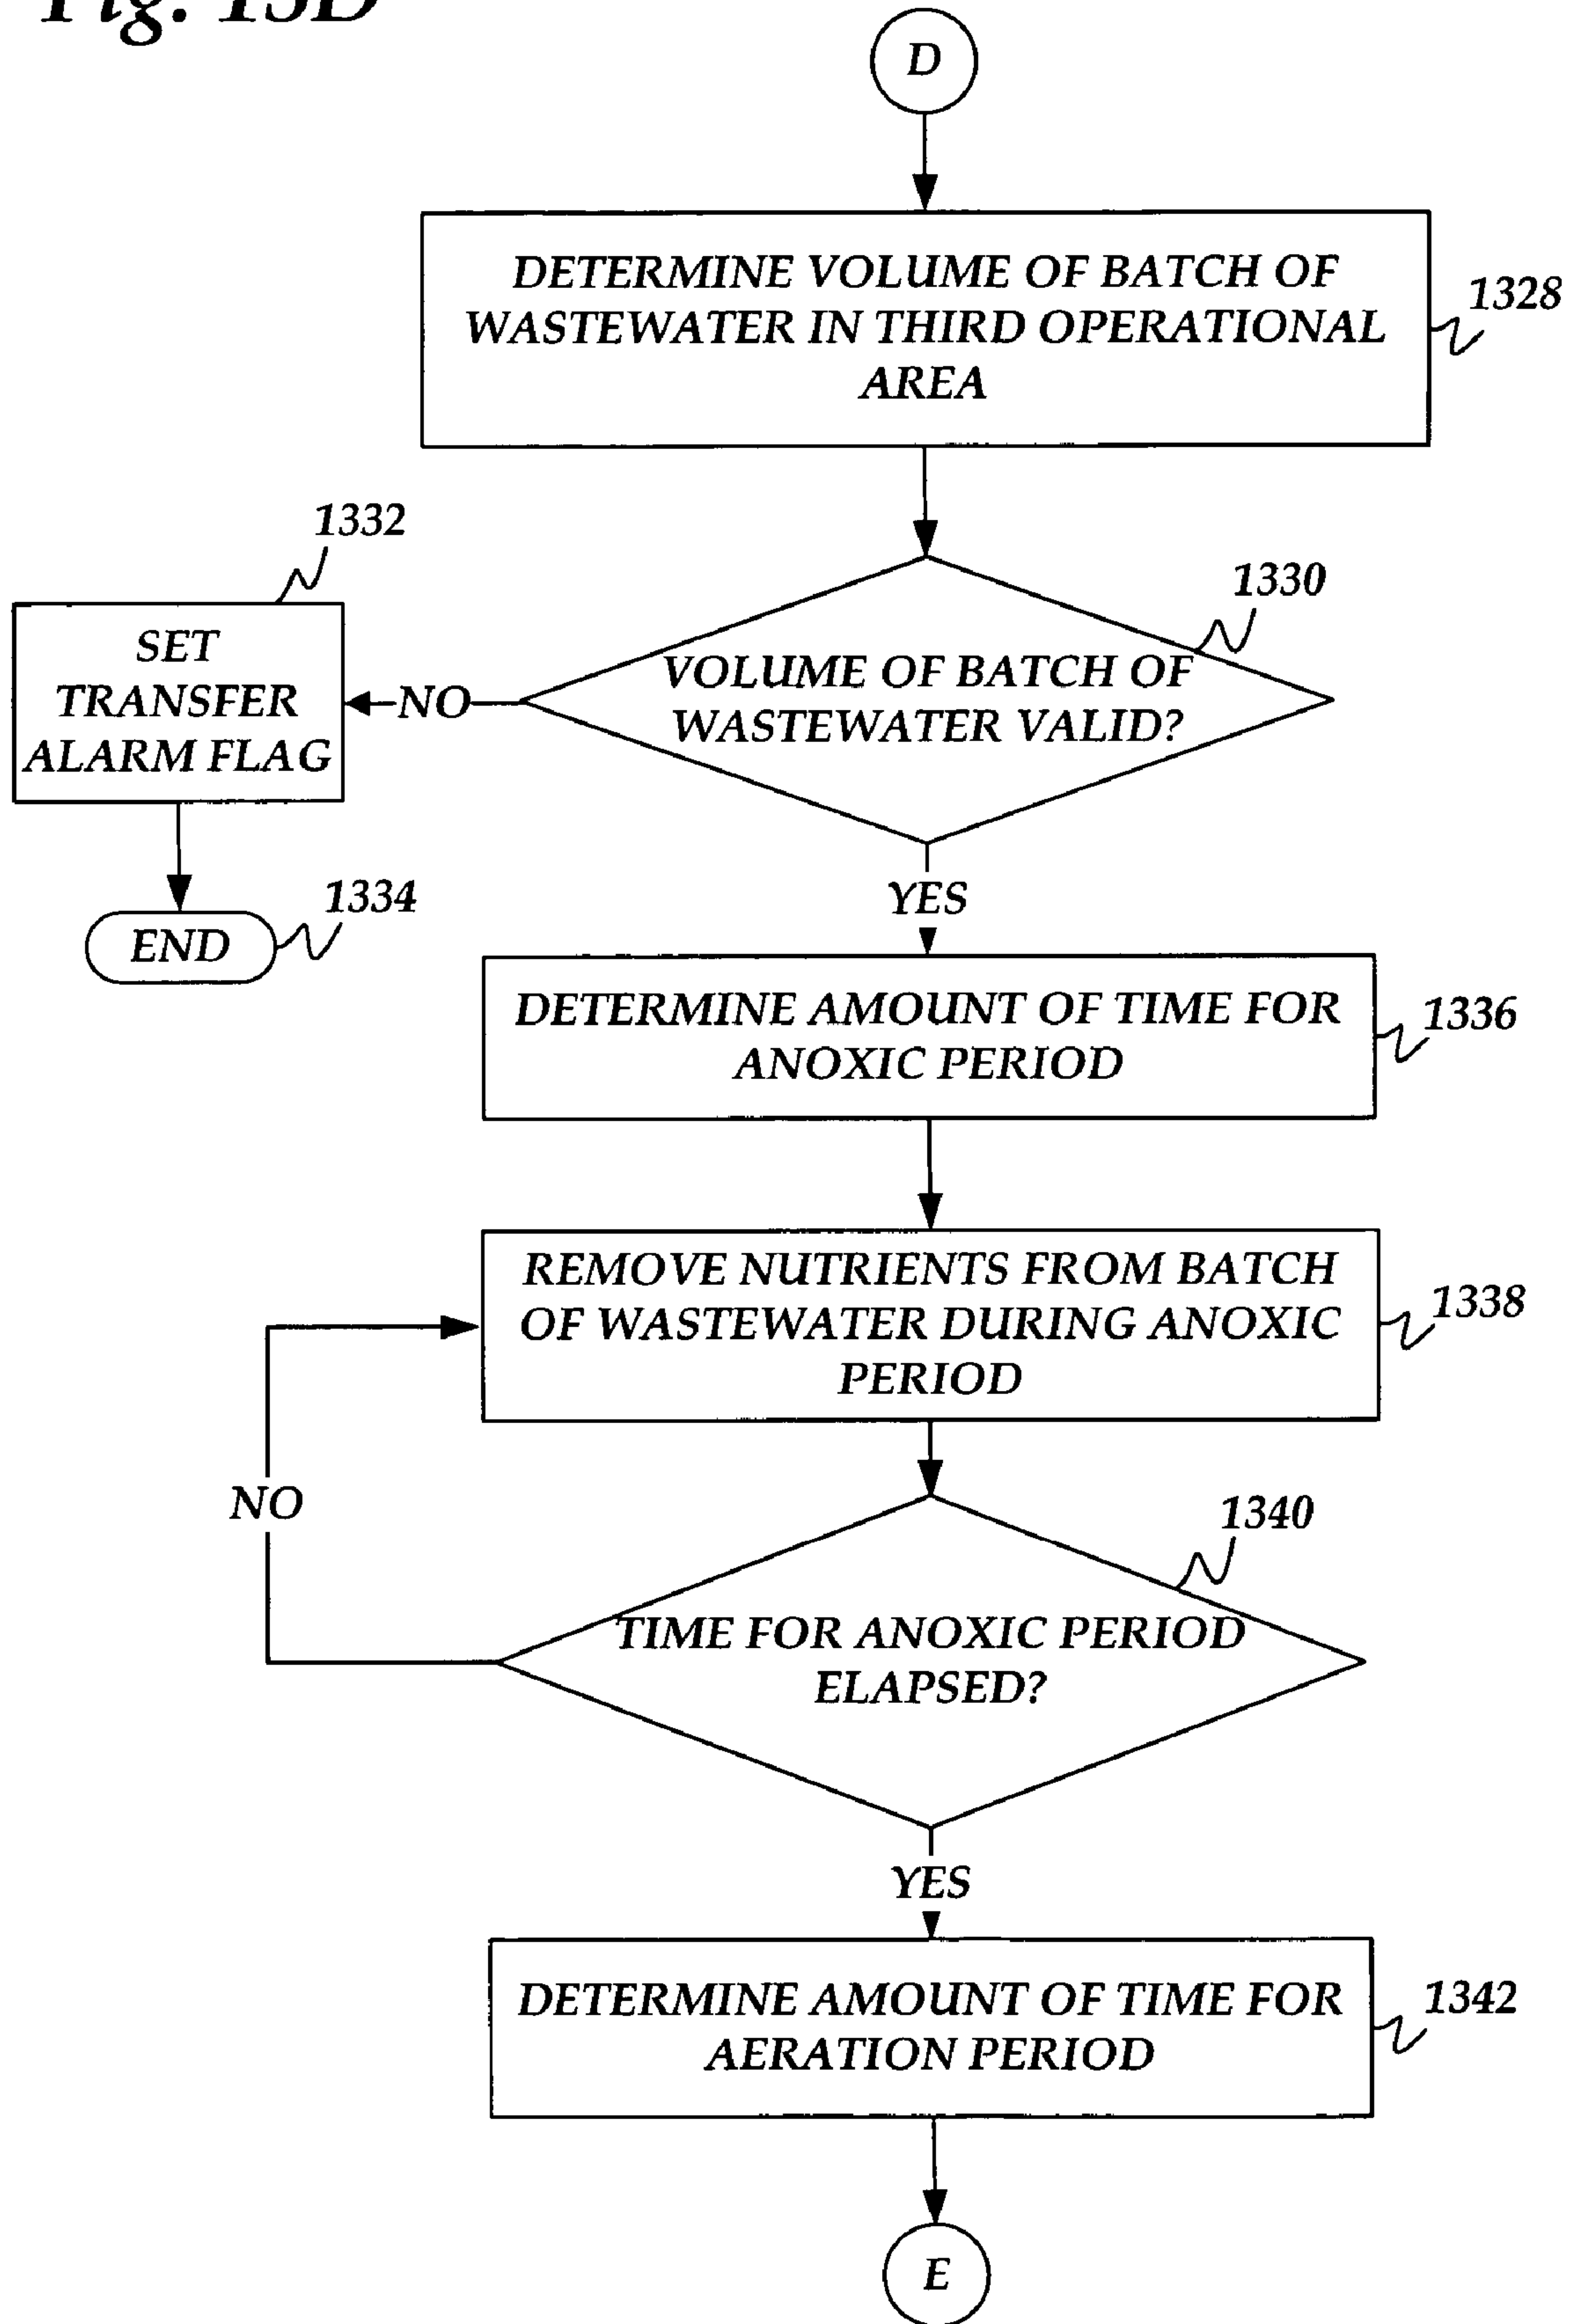 Fig. 13D
D
DETERMINE VOLUME OF BATCH OF
WASTEWATER IN THIRD OPERATIONAL
AREA
1328
1332
1330
SET
TRANSFER
ALARM FLAG
NO
VOLUME OF BATCH OF
WASTEWATER VALID?
1334
END
YES
DETERMINE AMOUNT OF TIME FOR
ANOXIC PERIOD
1336
REMOVE NUTRIENTS FROM BATCH
OF WASTEWATER DURING ANOXIC
PERIOD
1338
NO
1340
TIME FOR ANOXIC PERIOD
ELAPSED?
YES
DETERMINE AMOUNT OF TIME FOR
AERATION PERIOD
1342
E